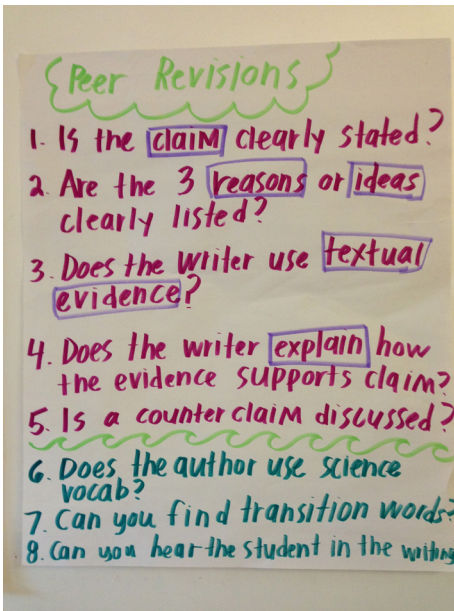 Peer Revisions
1. Is the claim clearly stated?
2. Are the 3 reasons or ideas
clearly listed?
3. Does the writer use textual
evidence?
4. Does the writer explain how
the evidence supports claim?
5. Is a counterclaim discussed?
6. Does the author use science
vocab?
7. Can you find transition words?
8. Can you hear the student in the writing